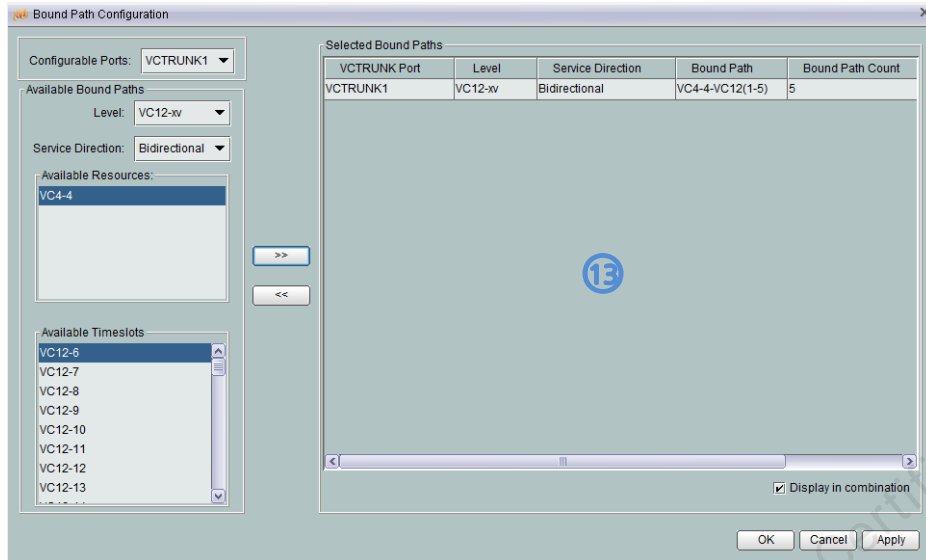 Bound Path Configuration
Configurable Ports: VCTRUNK1
Available Bound Paths
Level: VC12-xv
Service Direction: Bidirectional
Available Resources:
VC4-4
>>
<<
Available Timeslots
VC12-6
VC12-7
VC12-8
VC12-9
VC12-10
VC12-11
VC12-12
VC12-13
Selected Bound Paths
VCTRUNK Port Level Service Direction Bound Path Bound Path Count
VCTRUNK1 VC12-xv Bidirectional VC4-4-VC12(1-5) 5
⑬
Display in combination
OK Cancel Apply